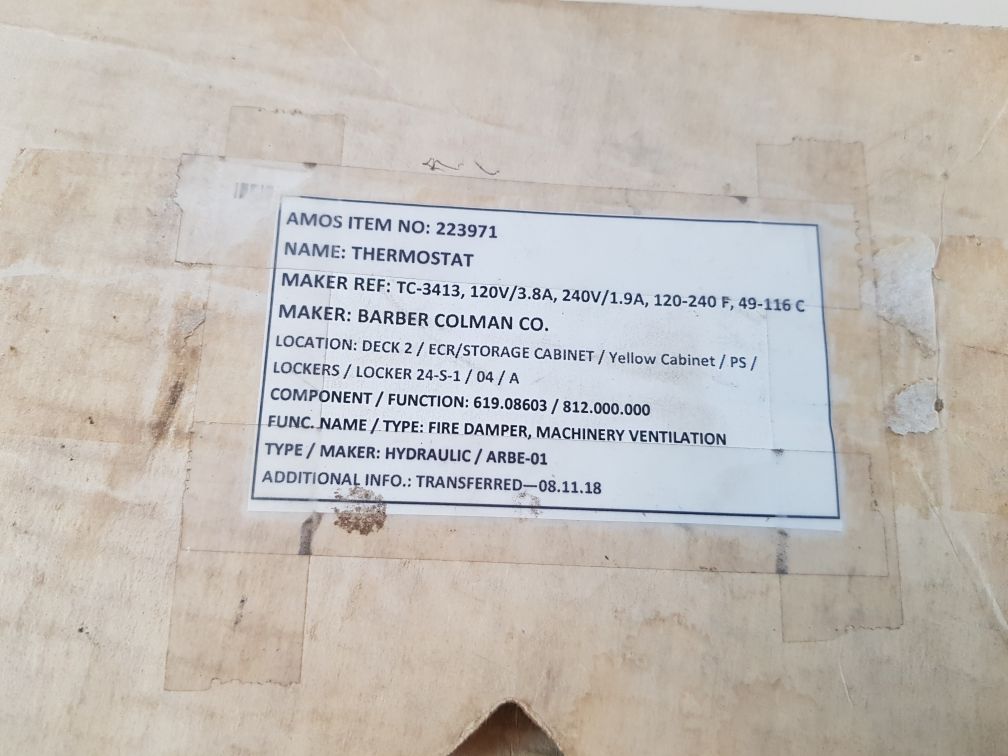 AMOS ITEM NO: 223971
NAME: THERMOSTAT
MAKER REF: TC-3413, 120V/3.8A, 240V/1.9A, 120-240 F, 49-116 C
MAKER: BARBER COLMAN CO.
LOCATION: DECK 2 / ECR/STORAGE CABINET / Yellow Cabinet / PS /
LOCKERS / LOCKER 24-S-1 / 04 / A
COMPONENT / FUNCTION: 619.08603 / 812.000.000
FUNC. NAME / TYPE: FIRE DAMPER, MACHINERY VENTILATION
TYPE / MAKER: HYDRAULIC / ARBE-01
ADDITIONAL INFO.: TRANSFERRED—08.11.18